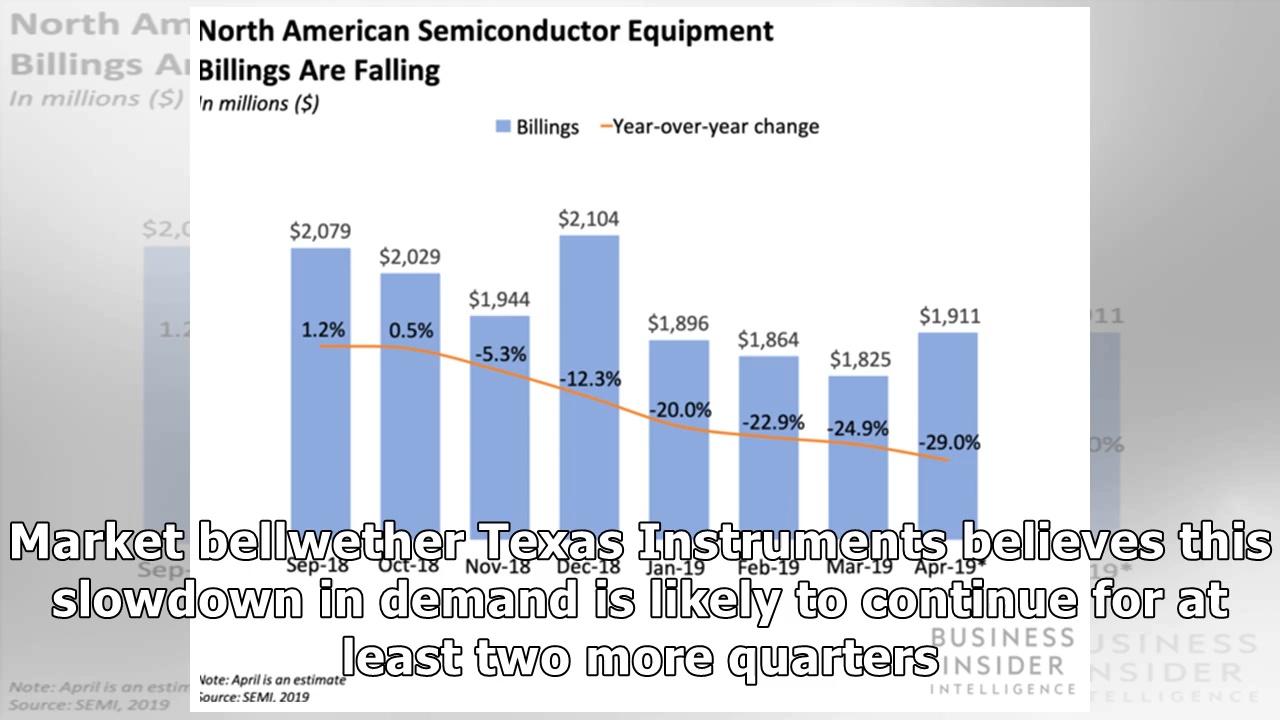 North American Semiconductor Equipment
Billings Are Falling
In millions ($)
Billings Year-over-year change
$2,079 $2,029 $1,944 $2,104 $1,896 $1,864 $1,825 $1,911
1.2% 0.5% -5.3% -12.3% -20.0% -22.9% -24.9% -29.0%
Sep-18 Oct-18 Nov-18 Dec-18 Jan-19 Feb-19 Mar-19 Apr-19*
Market bellwether Texas Instruments believes this
slowdown in demand is likely to continue for at
least two more quarters
Note: April is an estimate
Source: SEMI, 2019
BUSINESS
INSIDER
INTELLIGENCE